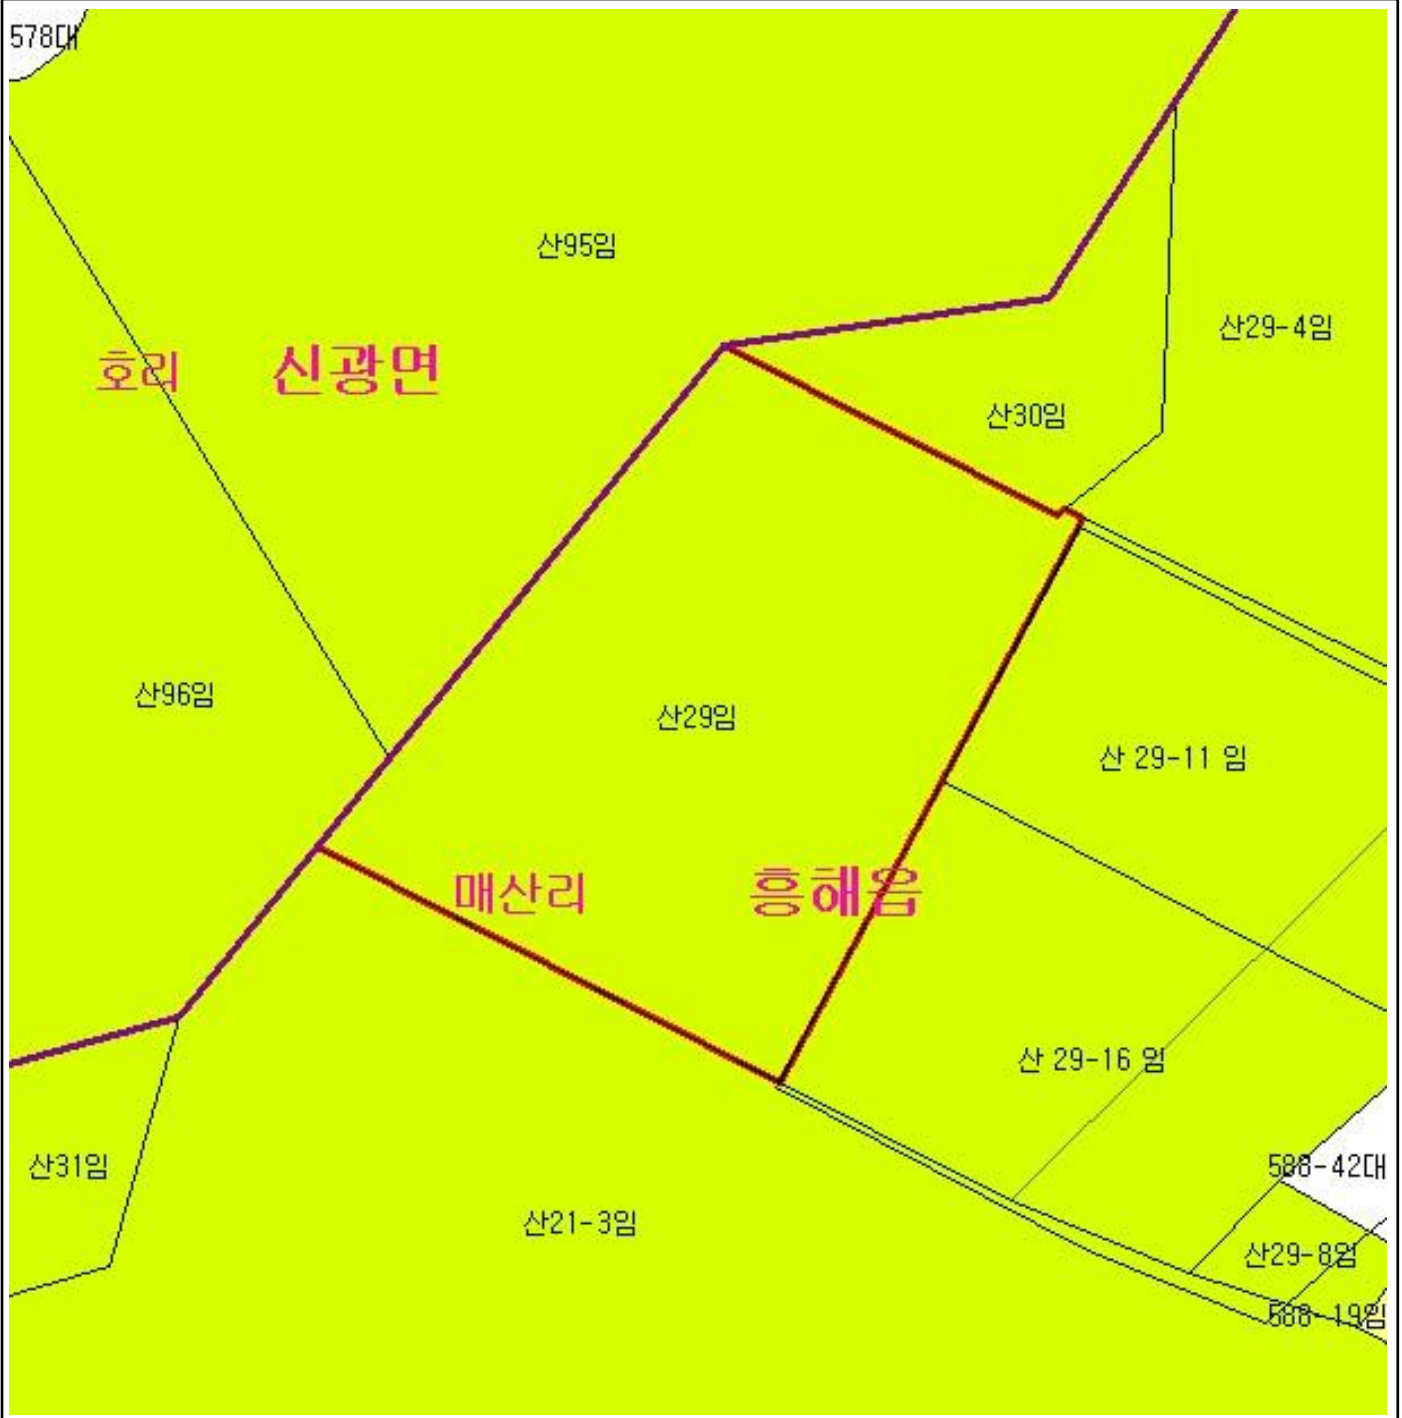 578대
산95임
산29-4임
호리 신광면
산30임
산96임
산29임
산 29-11 임
매산리 흥해읍
산 29-16 임
산31임
588-42대
산21-3임
산29-8임
588-19임